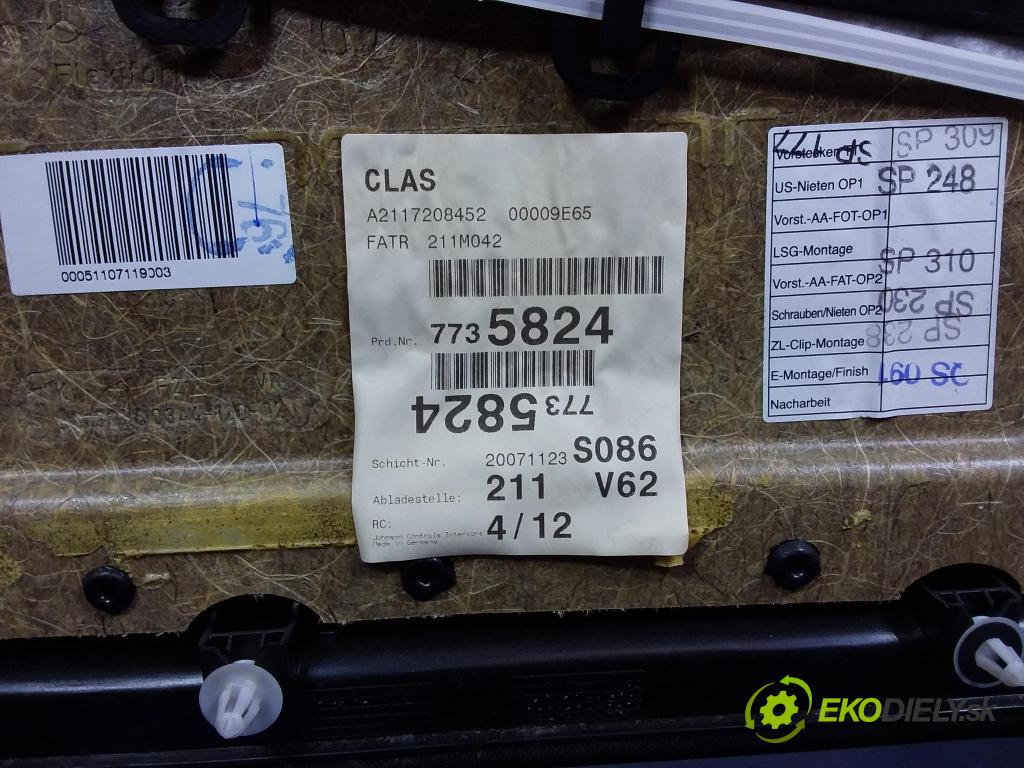 Flexiform
00051107119003
CLAS
A2117208452 00009E65
FATR 211M042
Prd.Nr. 773 5824
773 5824
Schicht-Nr. 20071123 S086
Abladestelle: 211 V62
RC: 4/12
Johnson Controls Interiors
Made in Germany
SP 309
US-Nieten OP1 SP 248
Vorst.-AA-FOT-OP1
LSG-Montage
SP 310
Vorst.-AA-FAT-OP2
Schrauben/Nieten OP2 SP 230
ZL-Clip-Montage SP 238
E-Montage/Finish JS 091
Nacharbeit
EKODIELY.sk